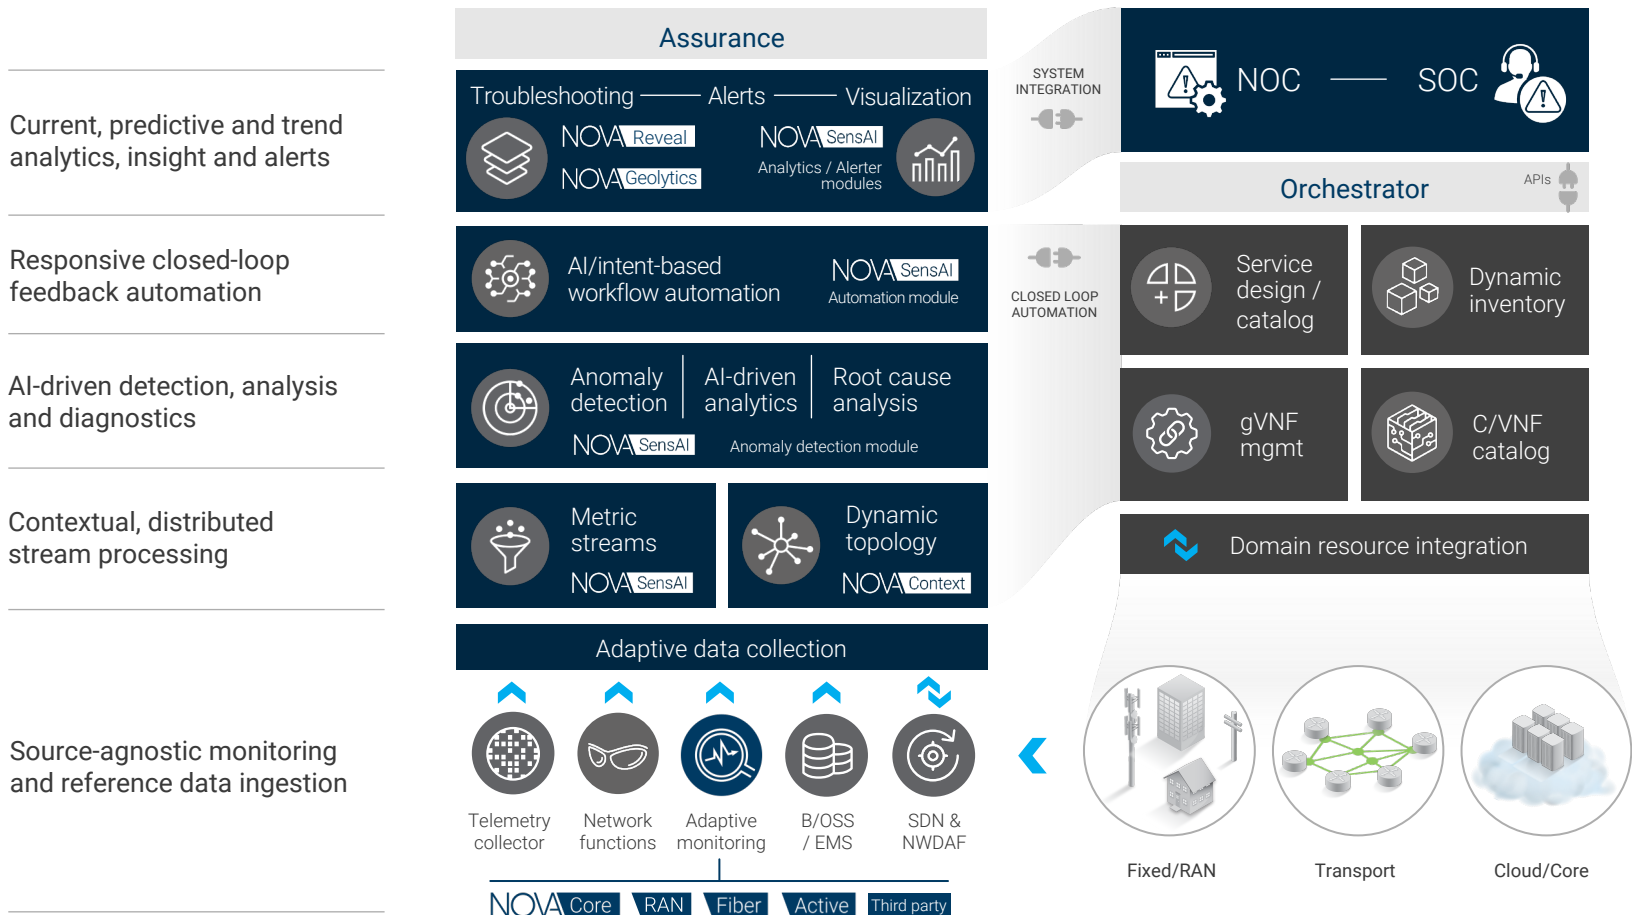 Assurance
Current, predictive and trend
analytics, insight and alerts
Troubleshooting
Alerts
Visualization
NOVA Reveal
NOVA Geolytics
NOVA SensAI
Analytics / Alerter
modules
SYSTEM
INTEGRATION
NOC
SOC
Orchestrator
APIs
Responsive closed-loop
feedback automation
AI/intent-based
workflow automation
NOVA SensAI
Automation module
CLOSED LOOP
AUTOMATION
Service
design /
catalog
Dynamic
inventory
AI-driven detection, analysis
and diagnostics
Anomaly
detection
AI-driven
analytics
Root cause
analysis
NOVA SensAI
Anomaly detection module
gVNF
mgmt
C/VNF
catalog
Contextual, distributed
stream processing
Metric
streams
NOVA SensAI
Dynamic
topology
NOVA Context
Domain resource integration
Adaptive data collection
Source-agnostic monitoring
and reference data ingestion
Telemetry
collector
Network
functions
Adaptive
monitoring
B/OSS
/ EMS
SDN &
NWDAF
NOVA Core RAN Fiber Active Third party
Fixed/RAN
Transport
Cloud/Core